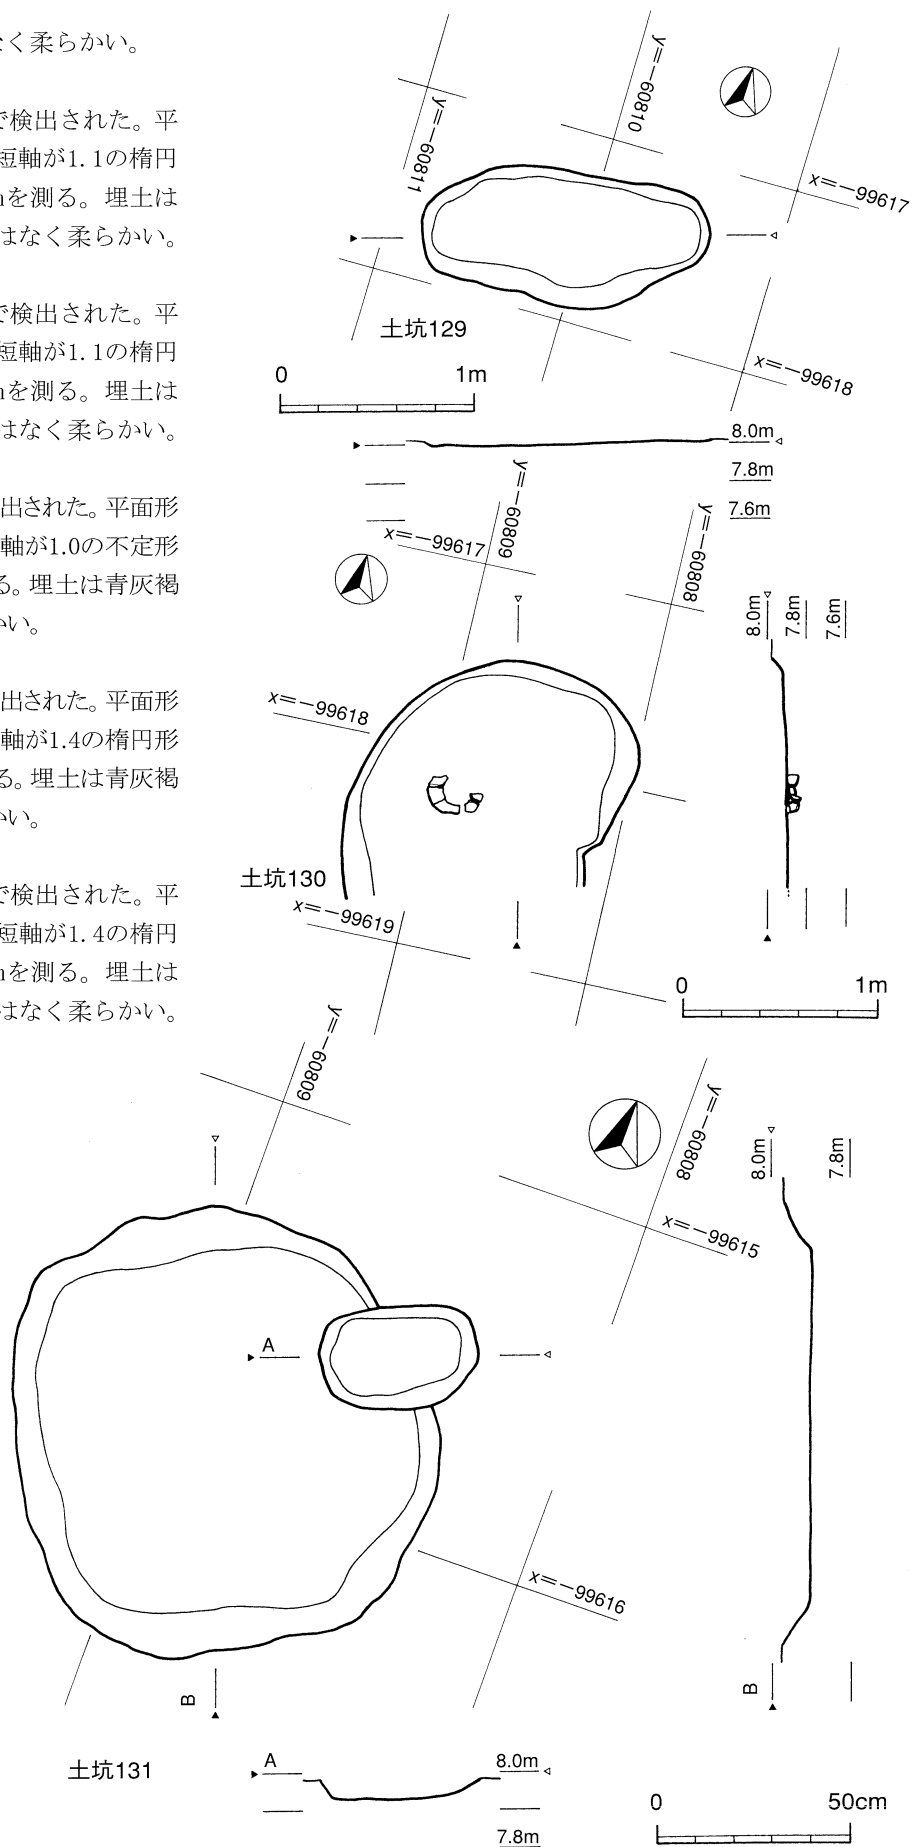 なく柔らかい。
で検出された。平
短軸が1.1の楕円
mを測る。埋土は
はなく柔らかい。
で検出された。平
短軸が1.1の楕円
mを測る。埋土は
はなく柔らかい。
出された。平面形
軸が1.0の不定形
る。埋土は青灰褐
かい。
出された。平面形
軸が1.4の楕円形
る。埋土は青灰褐
かい。
で検出された。平
短軸が1.4の楕円
mを測る。埋土は
はなく柔らかい。
y=-60811
y=-60810
x=-99617
土坑129
x=-99618
0 1m
8.0m
7.8m
7.6m
x=-99617
y=-60809
y=-60808
8.0m
7.8m
7.6m
x=-99618
土坑130
x=-99619
0 1m
y=-60809
y=-60808
8.0m
7.8m
x=-99615
A
x=-99616
B
B
土坑131
A
8.0m
7.8m
0 50cm